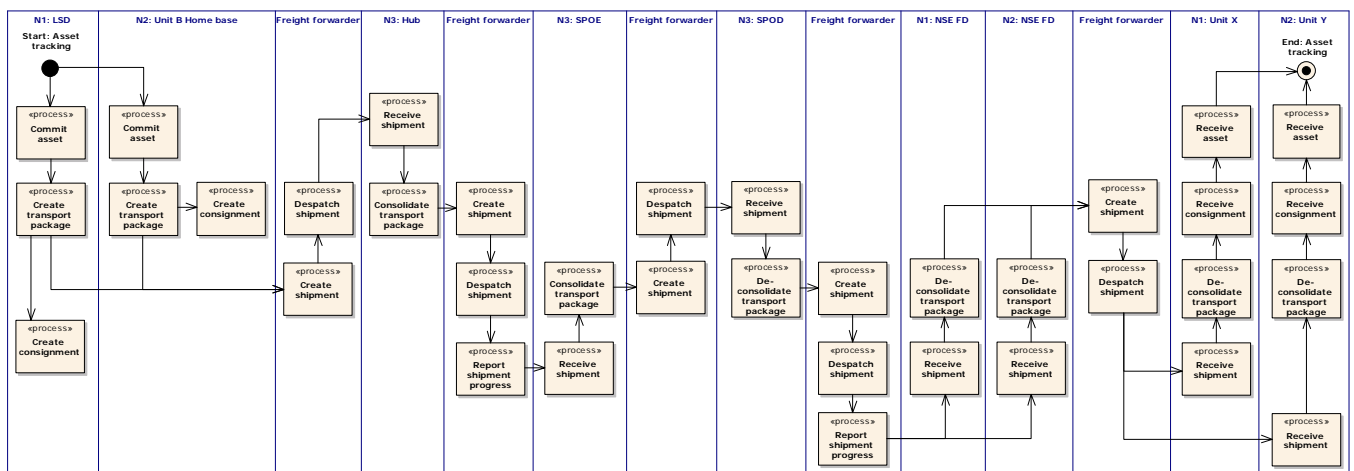 N1: LSD
N2: Unit B Home base
Freight forwarder
N3: Hub
Freight forwarder
N3: SPOE
Freight forwarder
N3: SPOD
Freight forwarder
N1: NSE FD
N2: NSE FD
Freight forwarder
N1: Unit X
N2: Unit Y
Start: Asset
tracking
«process»
Commit
asset
«process»
Create
transport
package
«process»
Create
consignment
«process»
Commit
asset
«process»
Create
transport
package
«process»
Create
consignment
«process»
Despatch
shipment
«process»
Create
shipment
«process»
Receive
shipment
«process»
Consolidate
transport
package
«process»
Create
shipment
«process»
Despatch
shipment
«process»
Report
shipment
progress
«process»
Consolidate
transport
package
«process»
Receive
shipment
«process»
Despatch
shipment
«process»
Create
shipment
«process»
Receive
shipment
«process»
De-
consolidate
transport
package
«process»
Create
shipment
«process»
Despatch
shipment
«process»
Report
shipment
progress
«process»
De-
consolidate
transport
package
«process»
Receive
shipment
«process»
De-
consolidate
transport
package
«process»
Receive
shipment
«process»
Create
shipment
«process»
Despatch
shipment
«process»
Receive
asset
«process»
Receive
consignment
«process»
De-
consolidate
transport
package
«process»
Receive
shipment
End: Asset
tracking
«process»
Receive
asset
«process»
Receive
consignment
«process»
De-
consolidate
transport
package
«process»
Receive
shipment